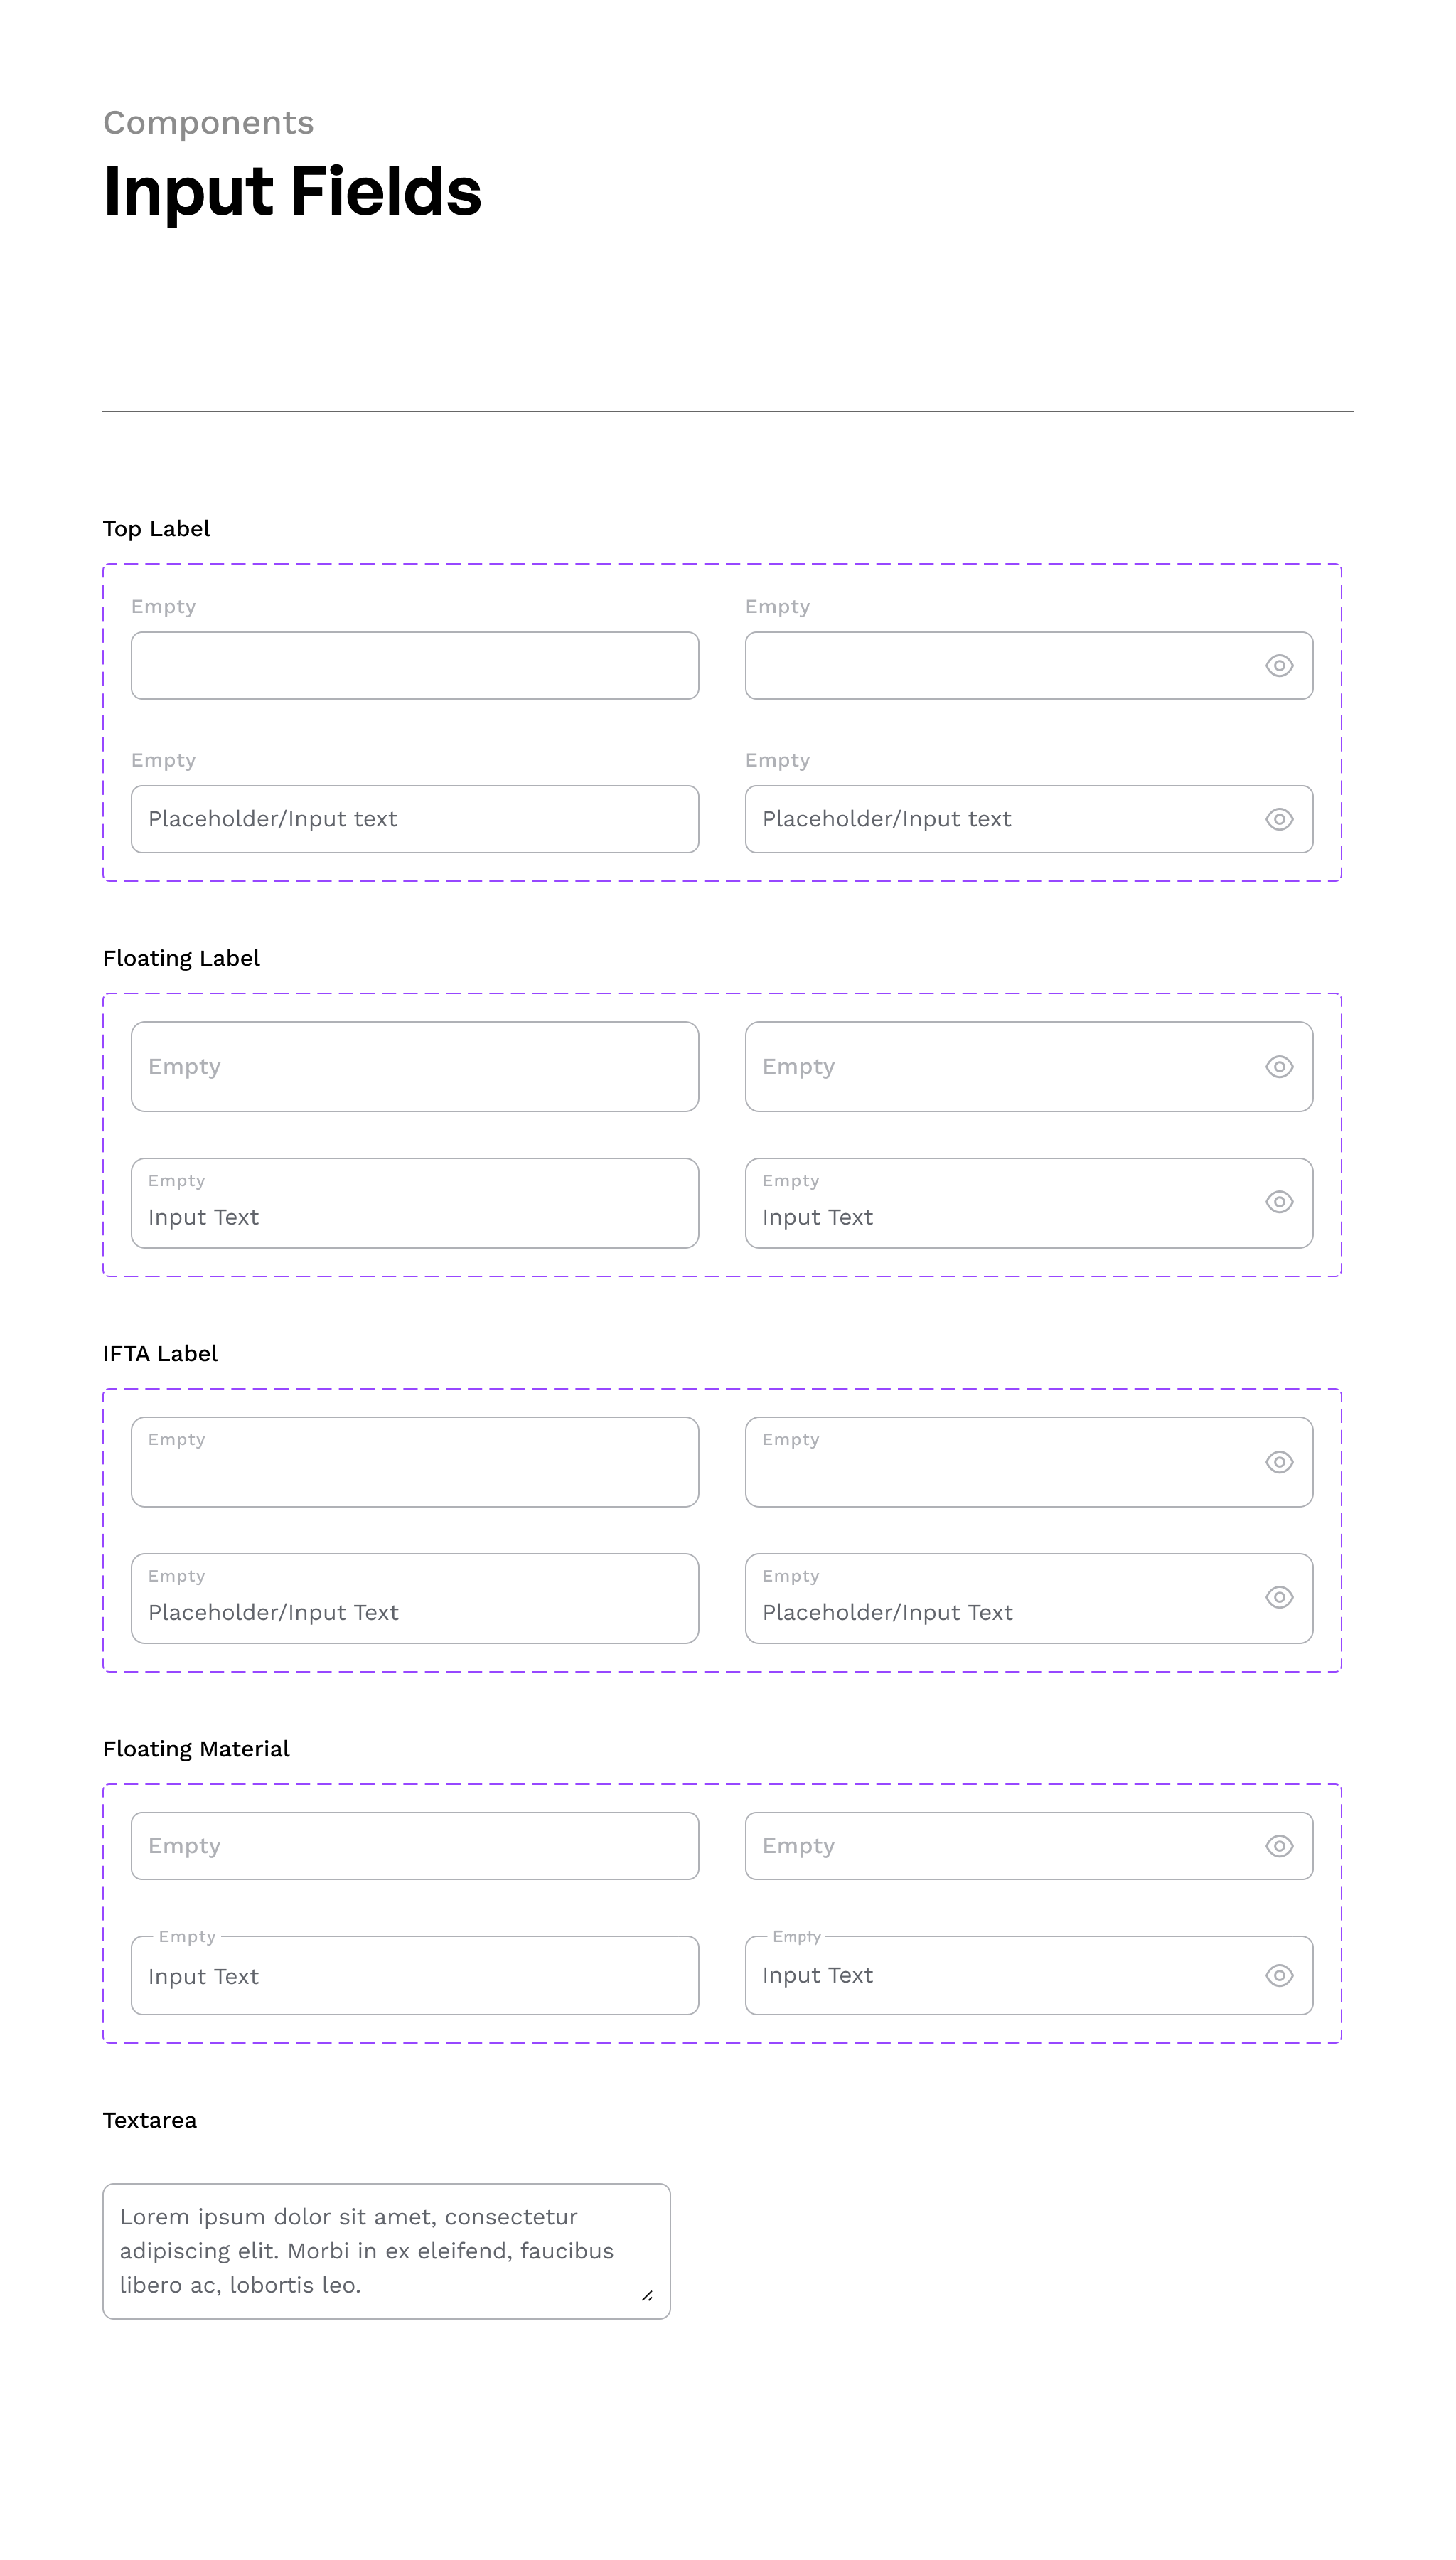 Components
Input Fields
Top Label
Empty
Empty
Empty
Placeholder/Input text
Empty
Placeholder/Input text
Floating Label
Empty
Empty
Empty
Input Text
Empty
Input Text
IFTA Label
Empty
Empty
Empty
Placeholder/Input Text
Empty
Placeholder/Input Text
Floating Material
Empty
Empty
Empty
Input Text
Empty
Input Text
Textarea
Lorem ipsum dolor sit amet, consectetur
adipiscing elit. Morbi in ex eleifend, faucibus
libero ac, lobortis leo.